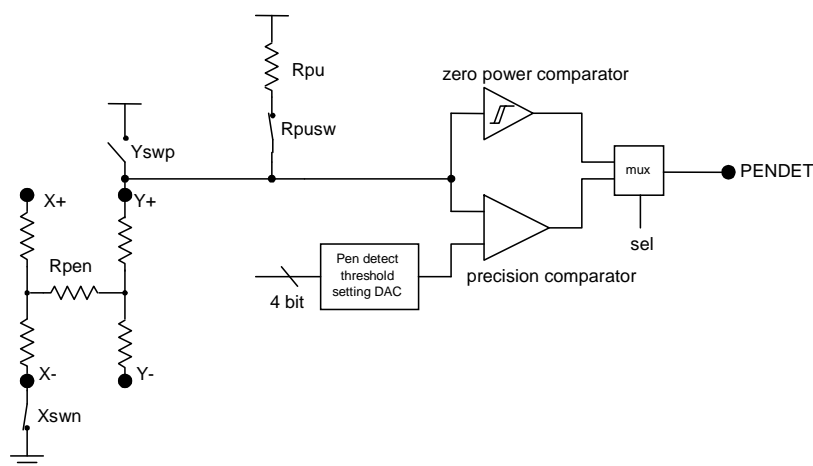 Rpu
zero power comparator
Rpusw
Yswp
mux
PENDET
X+
Y+
sel
Rpen
Pen detect
threshold
setting DAC
4 bit
precision comparator
X-
Y-
Xswn